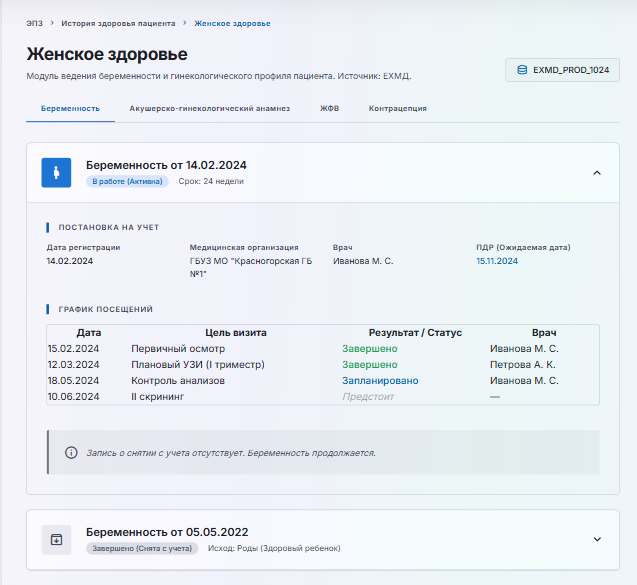 ЭПЗ > История здоровья пациента > Женское здоровье
Женское здоровье
Модуль ведения беременности и гинекологического профиля пациента. Источник: ЕХМД.
EXMD_PROD_1024
Беременность Акушерско-гинекологический анамнез ЖФВ Контрацепция
Беременность от 14.02.2024
В работе (Активна) Срок: 24 недели
ПОСТАНОВКА НА УЧЕТ
Дата регистрации Медицинская организация Врач ПДР (Ожидаемая дата)
14.02.2024 ГБУЗ МО "Красногорская ГБ Иванова М. С. 15.11.2024
№1"
ГРАФИК ПОСЕЩЕНИЙ
Дата Цель визита Результат / Статус Врач
15.02.2024 Первичный осмотр Завершено Иванова М. С.
12.03.2024 Плановый УЗИ (I триместр) Завершено Петрова А. К.
18.05.2024 Контроль анализов Запланировано Иванова М. С.
10.06.2024 II скрининг Предстоит —
Запись о снятии с учета отсутствует. Беременность продолжается.
Беременность от 05.05.2022
Завершено (Снята с учета) Исход: Роды (Здоровый ребенок)